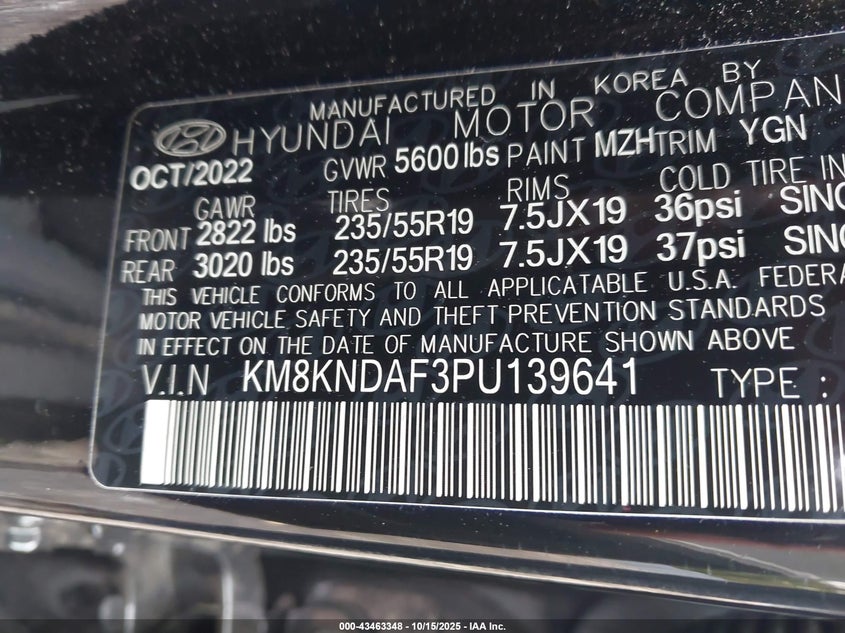 MANUFACTURED IN KOREA BY
HYUNDAI MOTOR COMPAN
OCT/2022 GVWR 5600 lbs PAINT MZH TRIM YGN
GAWR TIRES RIMS COLD TIRE IN
FRONT 2822 lbs 235/55R19 7.5JX19 36psi SING
REAR 3020 lbs 235/55R19 7.5JX19 37psi SING
THIS VEHICLE CONFORMS TO ALL APPLICATABLE U.S.A. FEDERA
MOTOR VEHICLE SAFETY AND THEFT PREVENTION STANDARDS
IN EFFECT ON THE DATE OF MANUFACTURE SHOWN ABOVE
V.I.N KM8KNDAF3PU139641 TYPE :
000-43463348 - 10/15/2025 - IAA Inc.